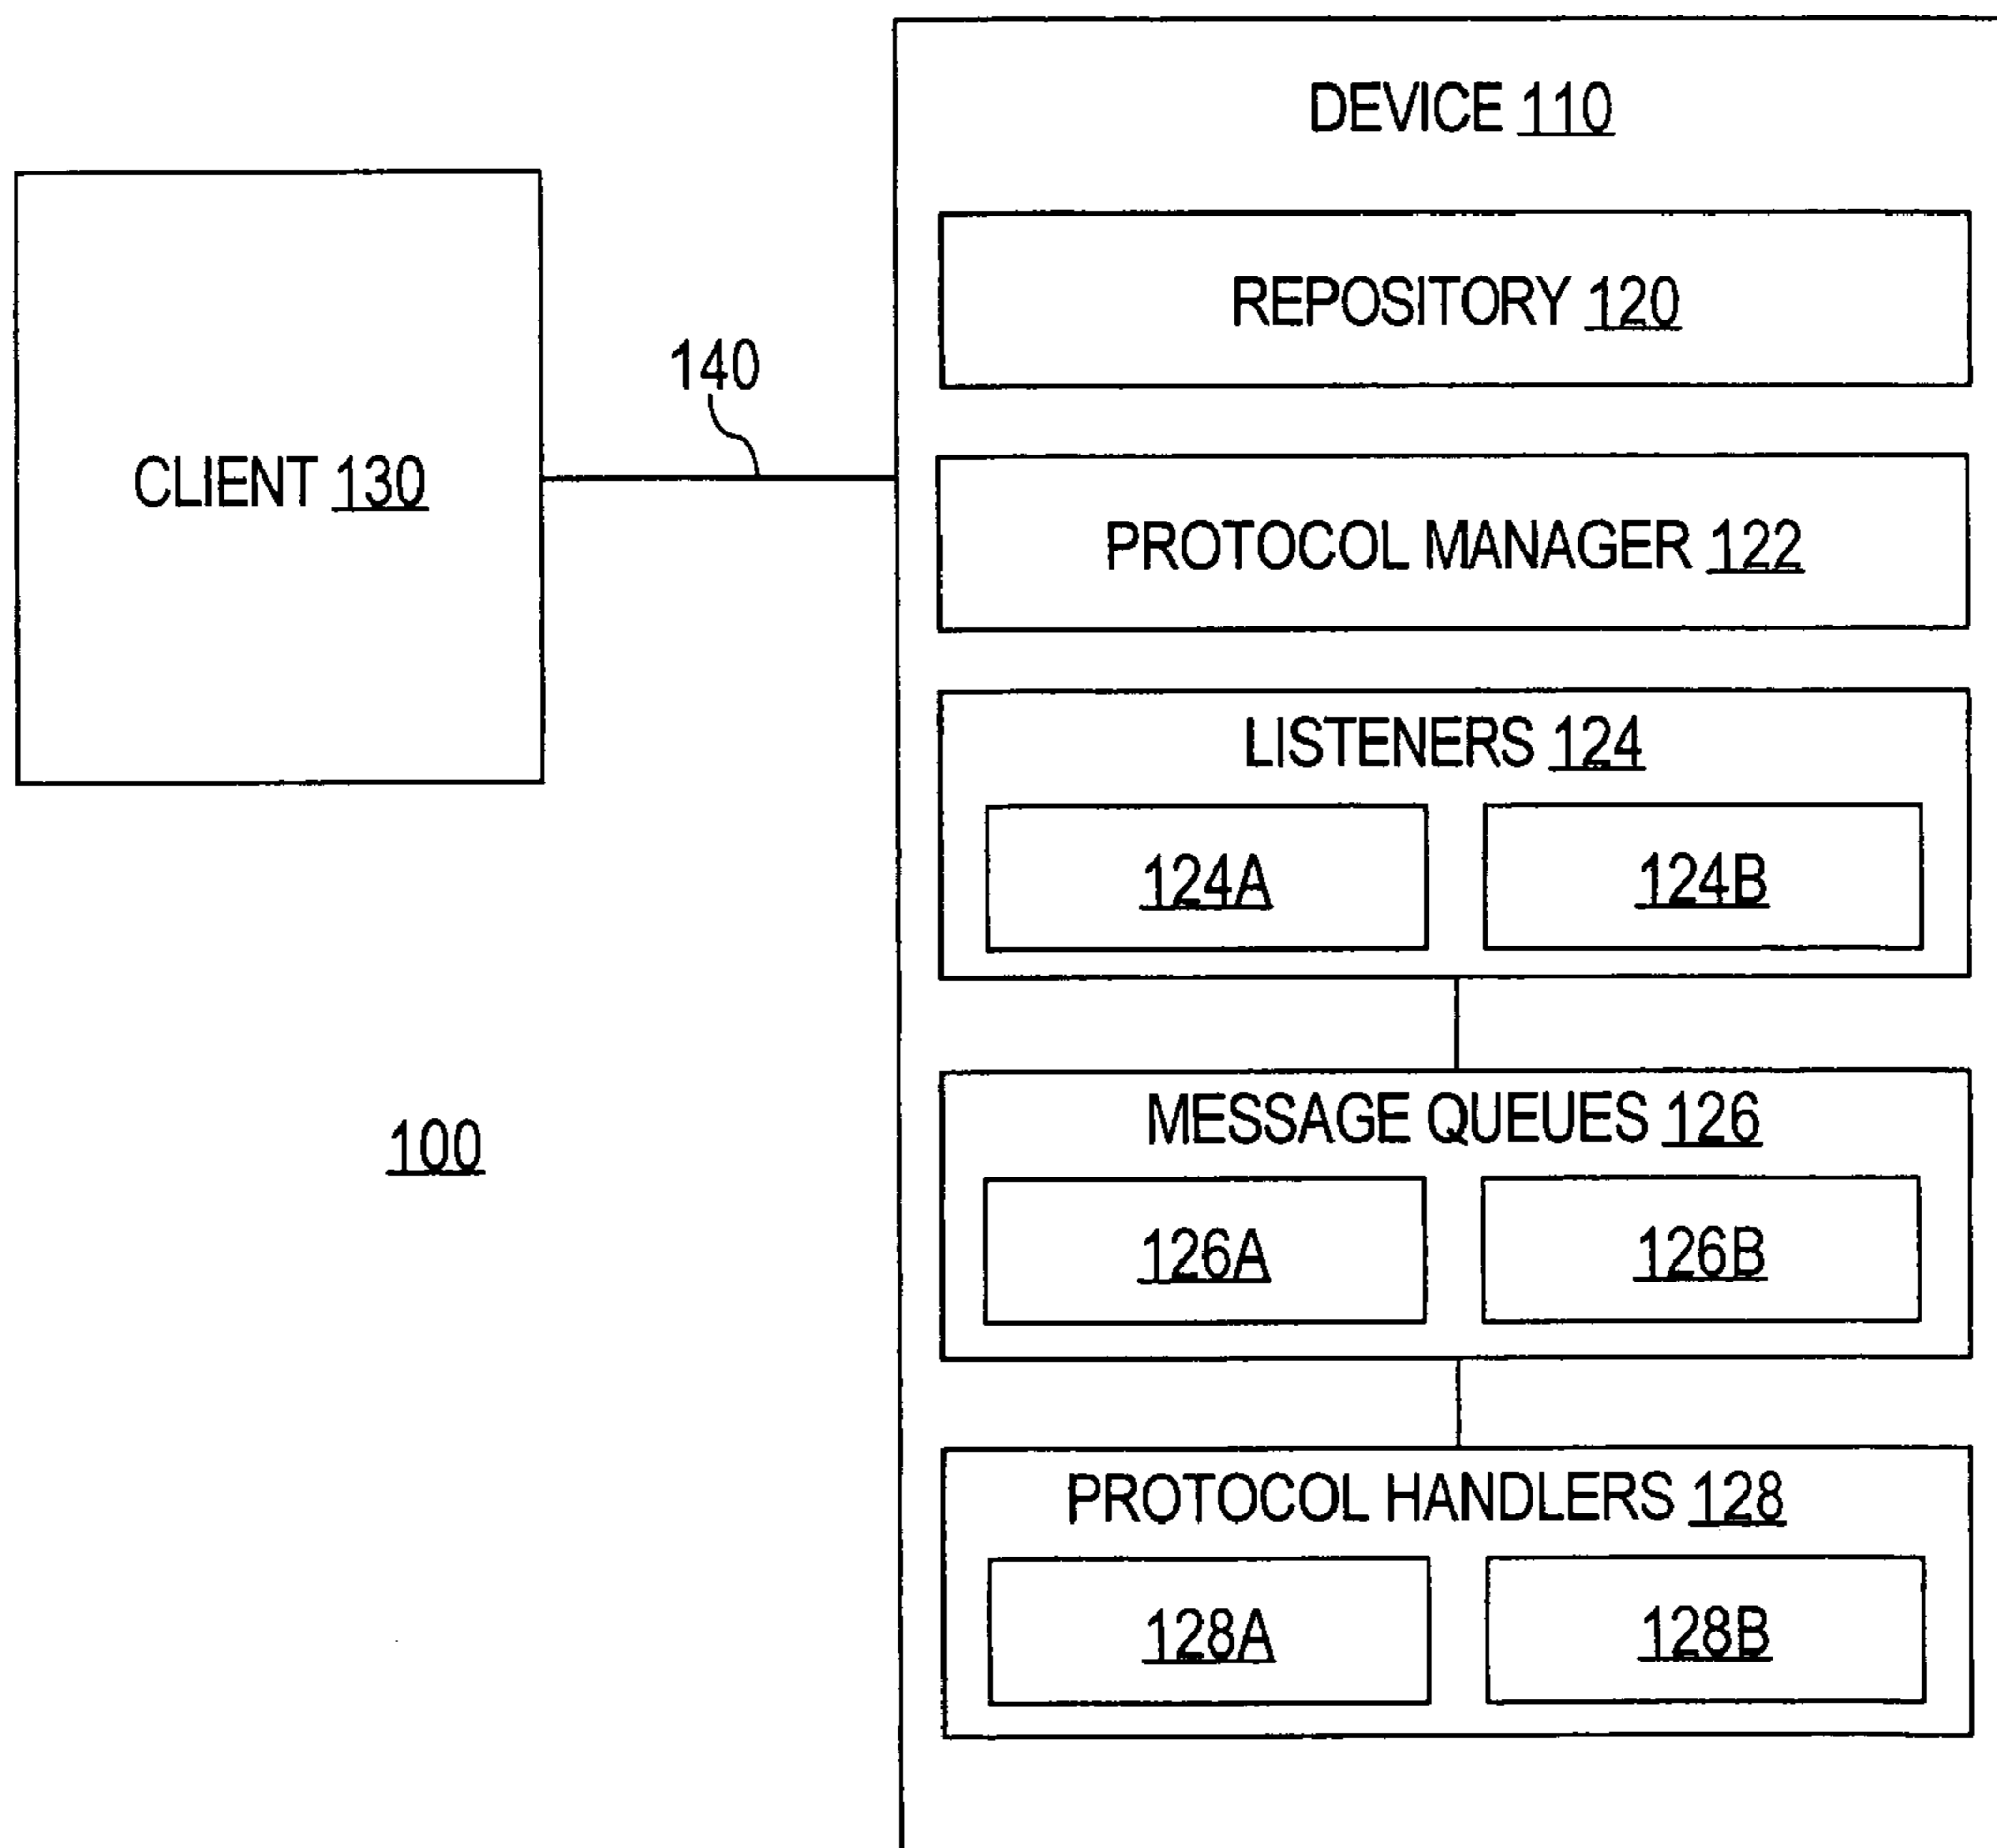 DEVICE 110
REPOSITORY 120
140
CLIENT 130
PROTOCOL MANAGER 122
LISTENERS 124
124A 124B
100
MESSAGE QUEUES 126
126A 126B
PROTOCOL HANDLERS 128
128A 128B